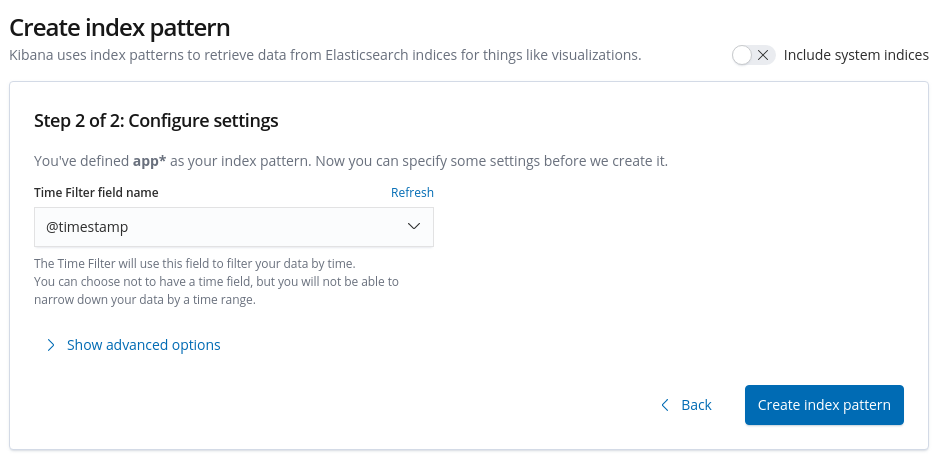 Create index pattern
Kibana uses index patterns to retrieve data from Elasticsearch indices for things like visualizations.
Include system indices
Step 2 of 2: Configure settings
You've defined app* as your index pattern. Now you can specify some settings before we create it.
Time Filter field name
Refresh
@timestamp
The Time Filter will use this field to filter your data by time.
You can choose not to have a time field, but you will not be able to
narrow down your data by a time range.
Show advanced options
Back
Create index pattern